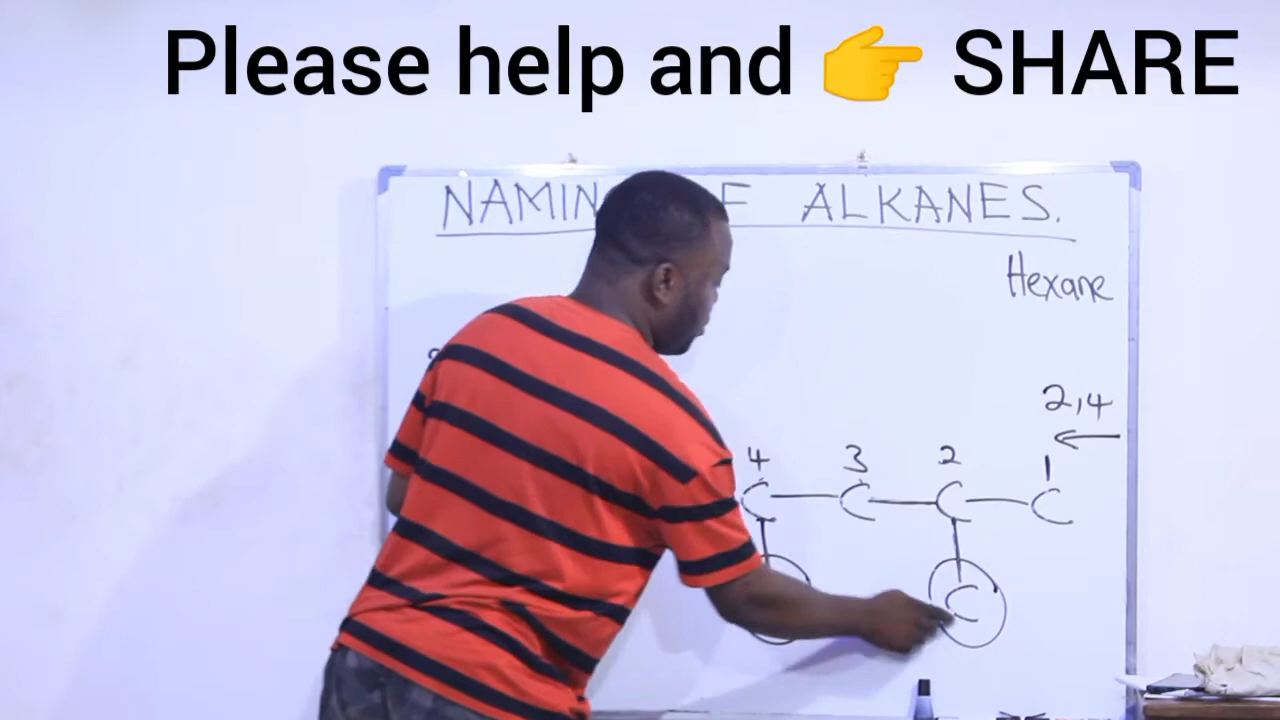 Please help and 👉 SHARE
NAMIN F ALKANES.
Hexane
2,4
4 3 2 1
C C C C
C